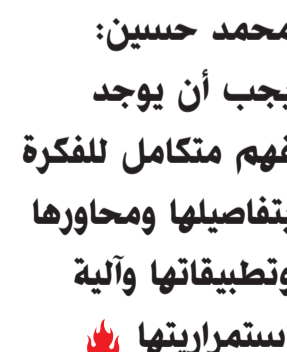 محمد حسين:
يجب أن يوجد
فهم متكامل للفكرة
بتفاصيلها ومحاورها
وتطبيقاتها وآلية
استمراريتها